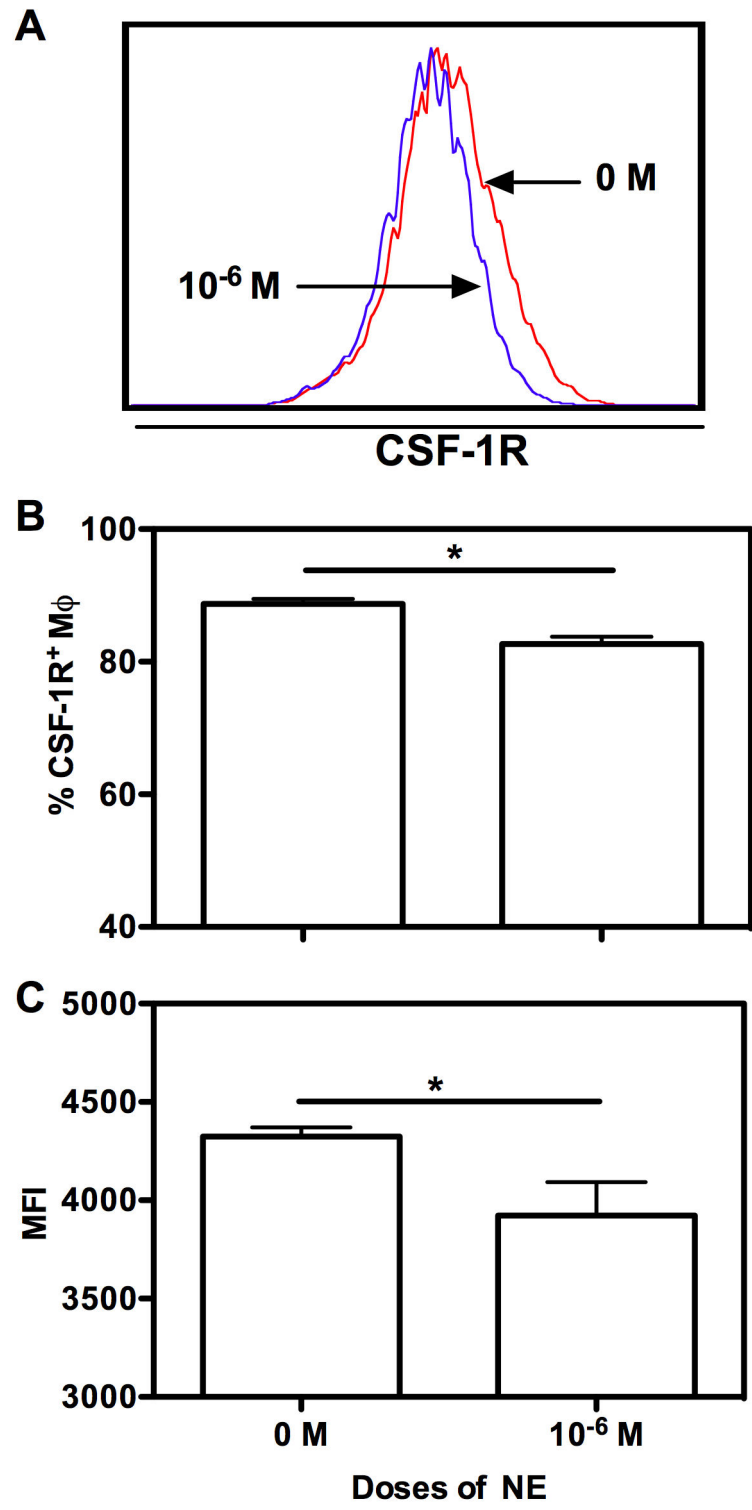 A
0 M
10⁻⁶ M
CSF-1R
B
% CSF-1R⁺ Mϕ
100
80
60
40
*
C
MFI
5000
4500
4000
3500
3000
*
0 M
10⁻⁶ M
Doses of NE